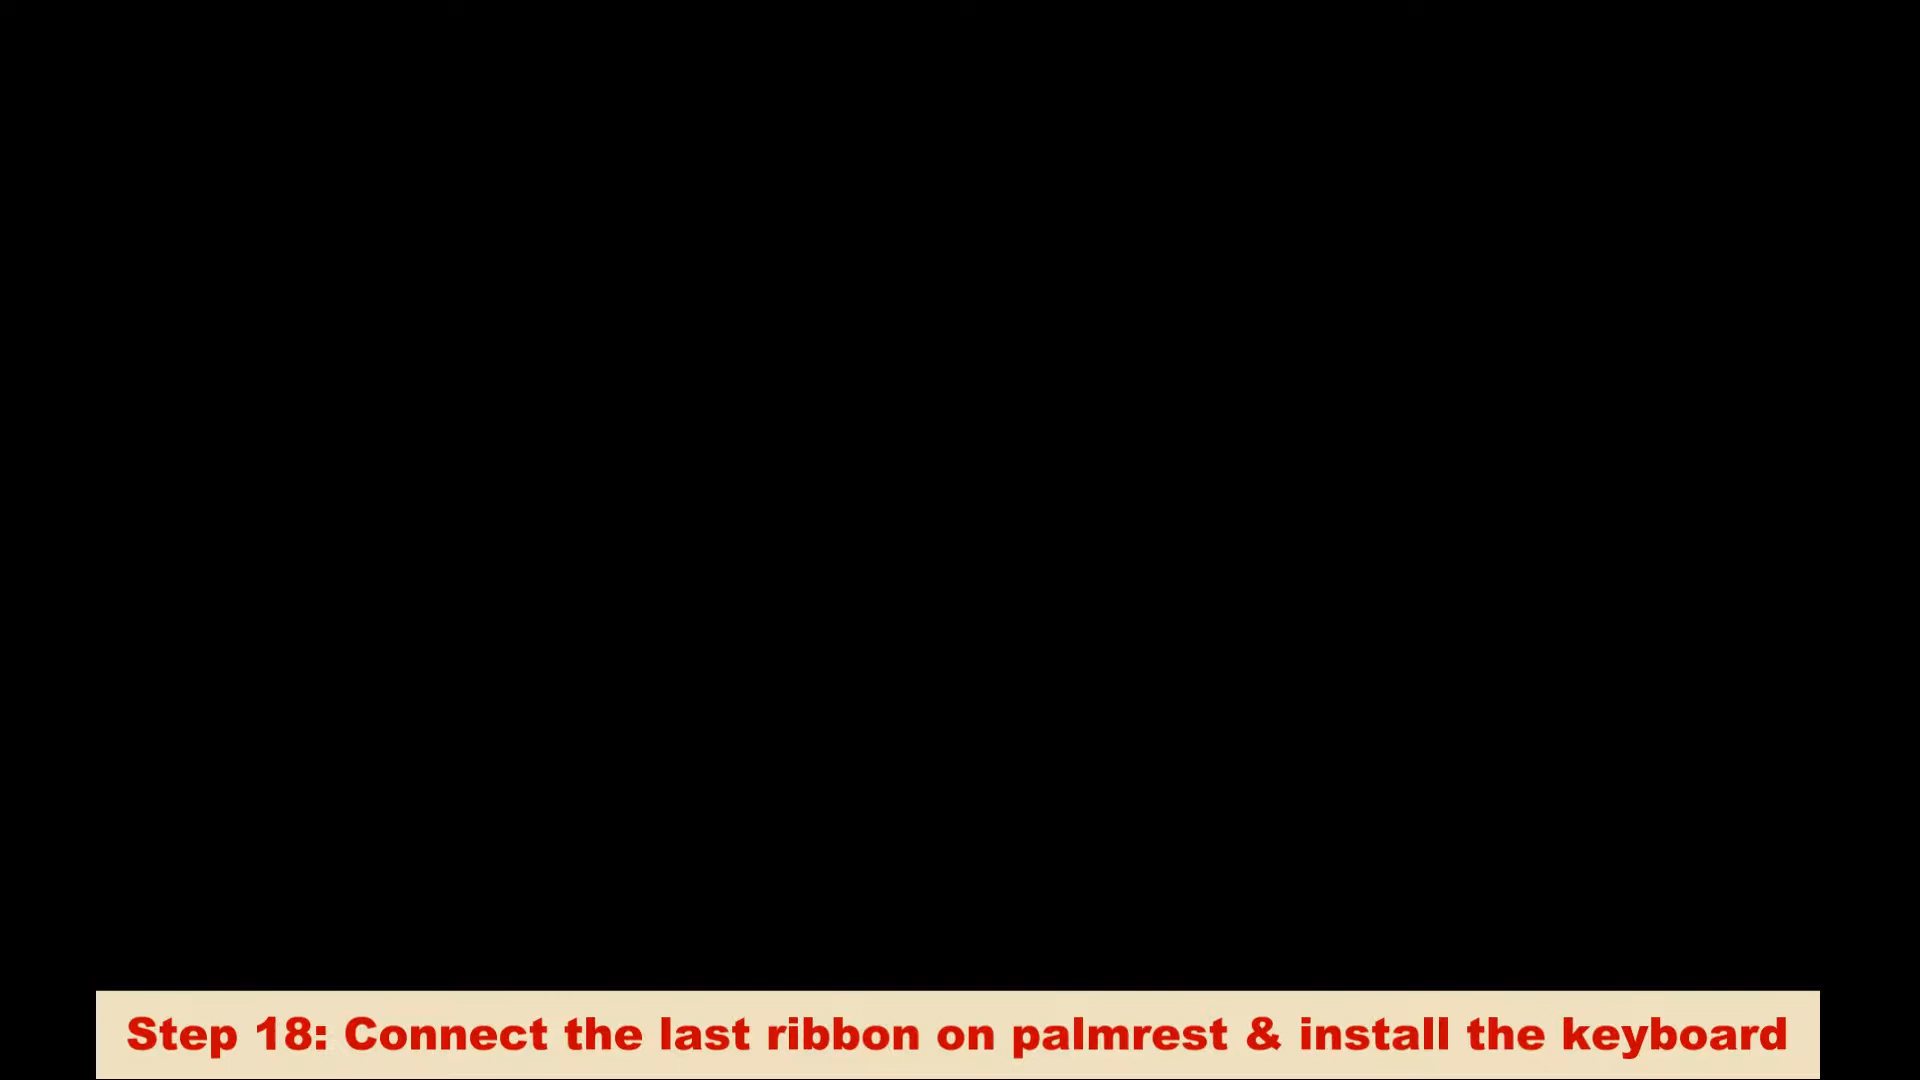 Step 18: Connect the last ribbon on palmrest & install the keyboard